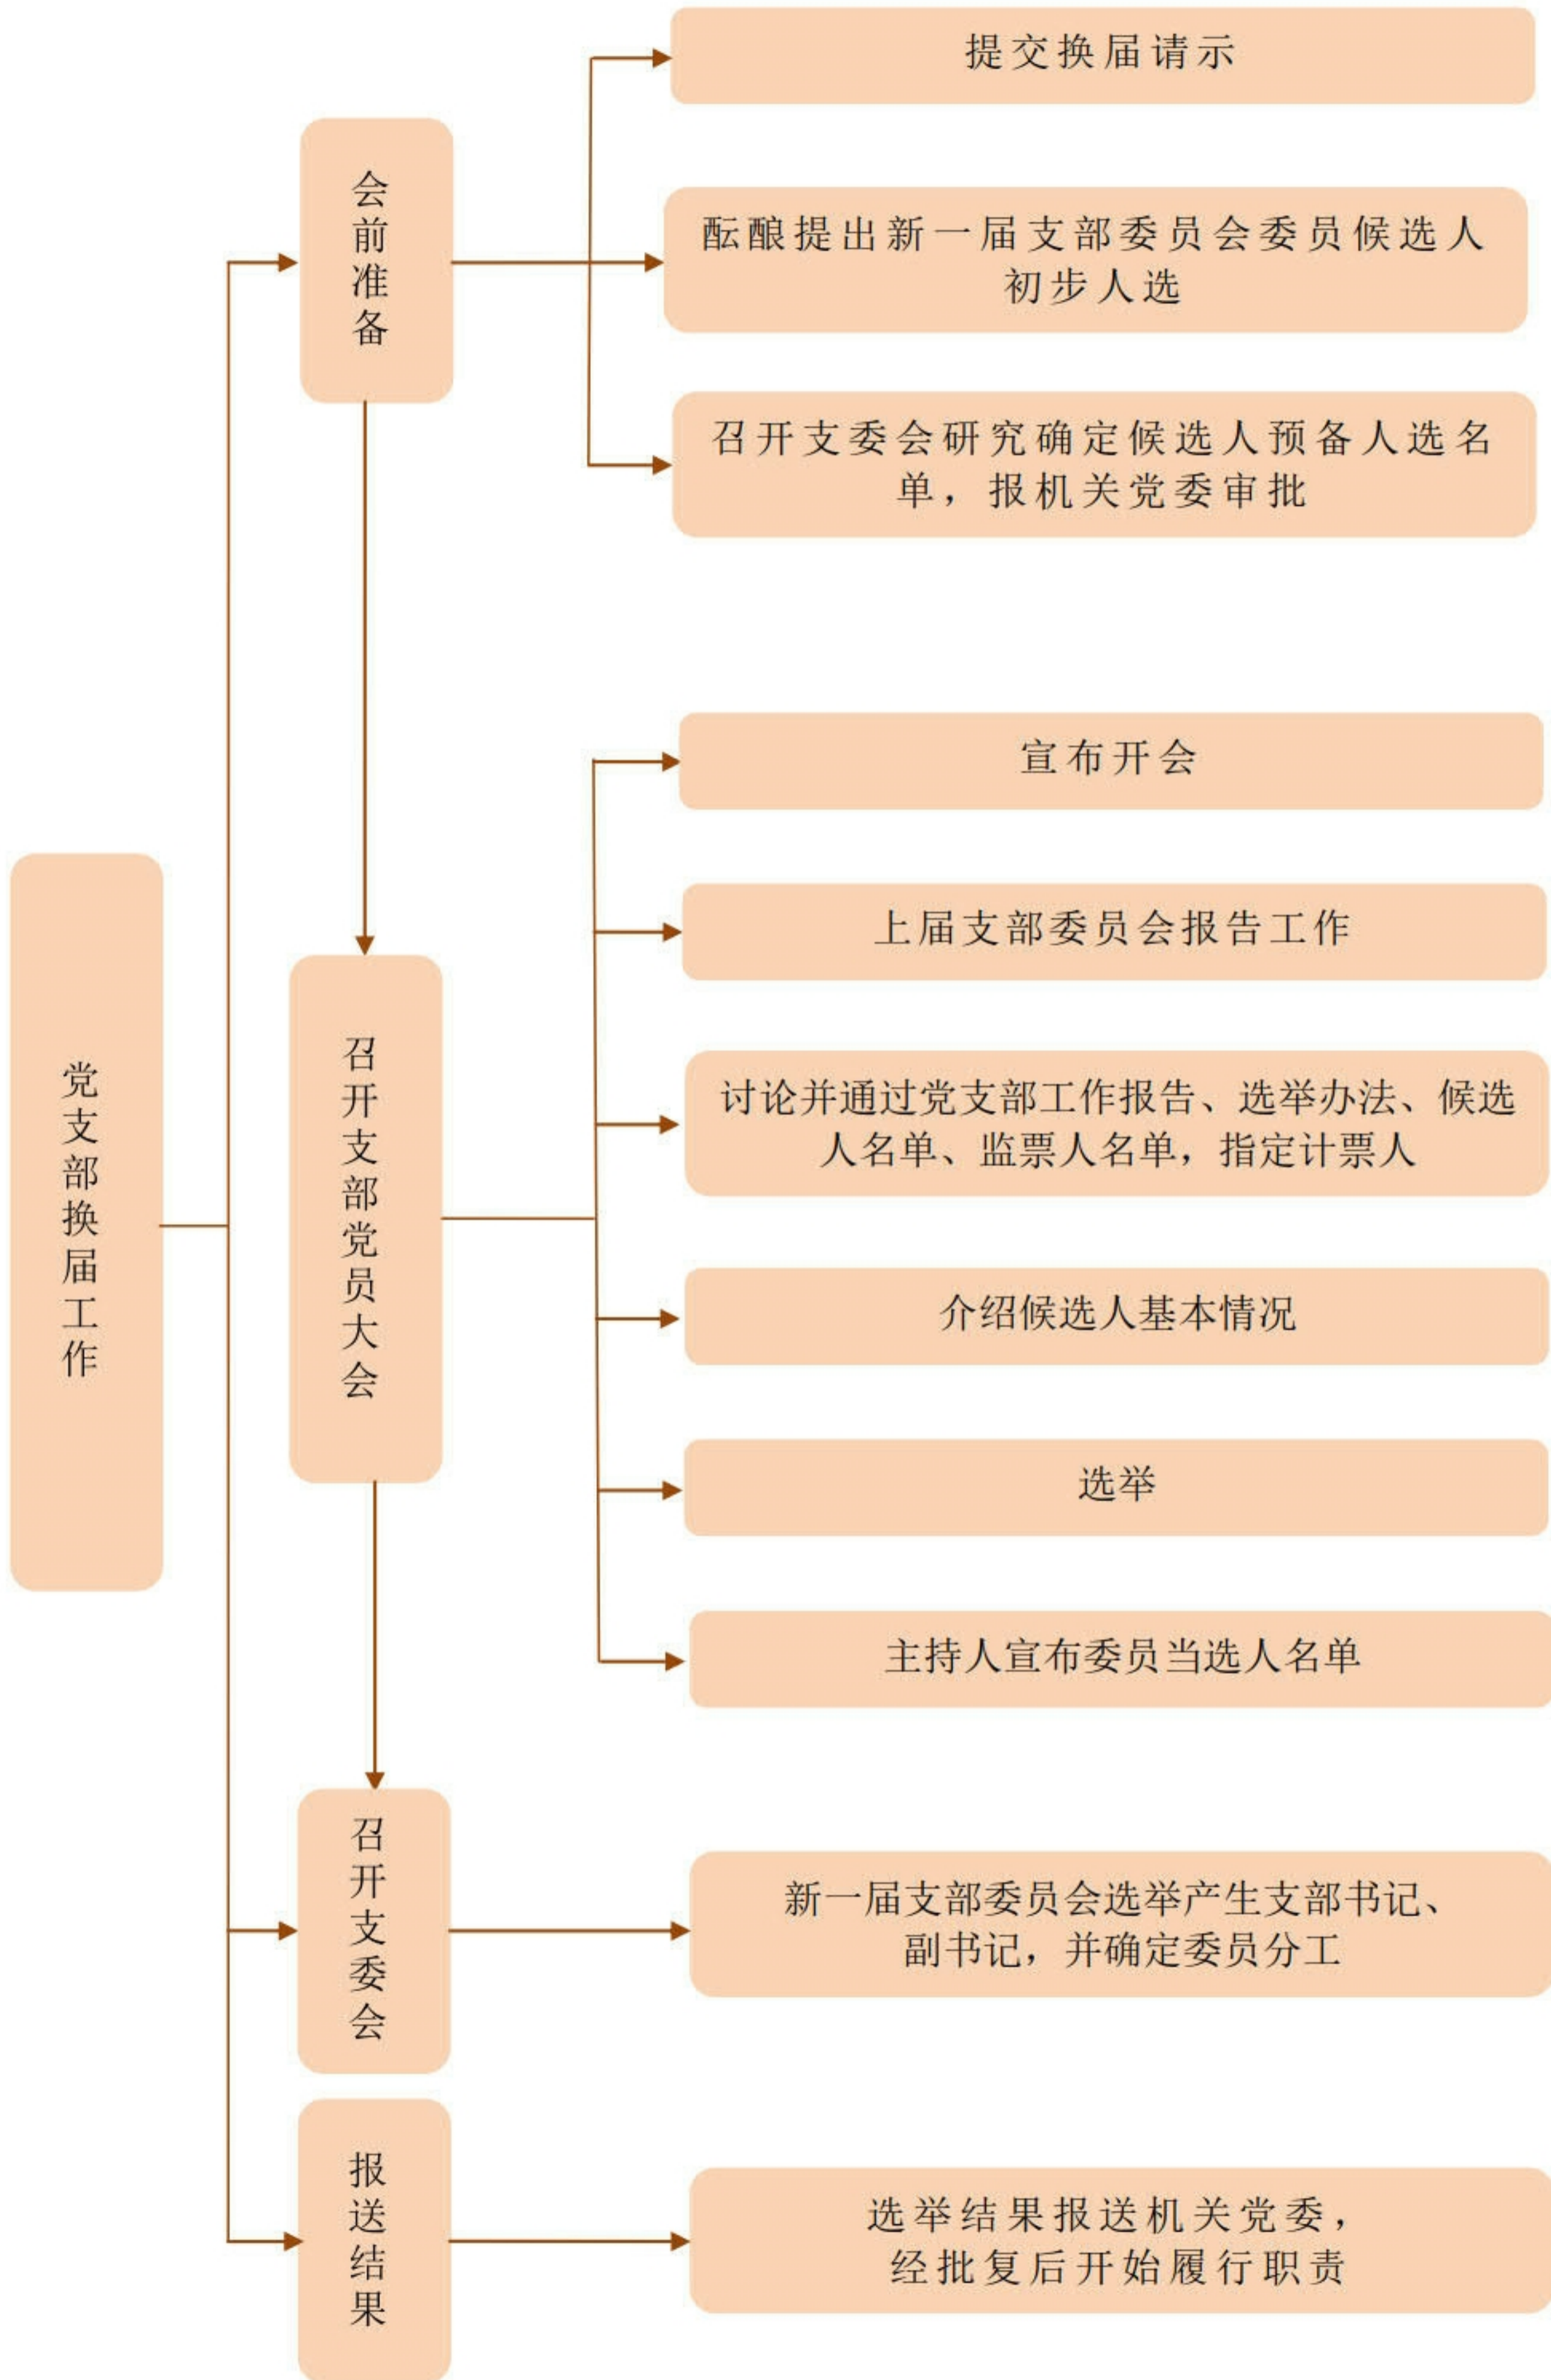 党支部换届工作
会前准备
提交换届请示
酝酿提出新一届支部委员会委员候选人
初步人选
召开支委会研究确定候选人预备人选名
单，报机关党委审批
召开支部党员大会
宣布开会
上届支部委员会报告工作
讨论并通过党支部工作报告、选举办法、候选
人名单、监票人名单，指定计票人
介绍候选人基本情况
选举
主持人宣布委员当选人名单
召开支委会
新一届支部委员会选举产生支部书记、
副书记，并确定委员分工
报送结果
选举结果报送机关党委，
经批复后开始履行职责